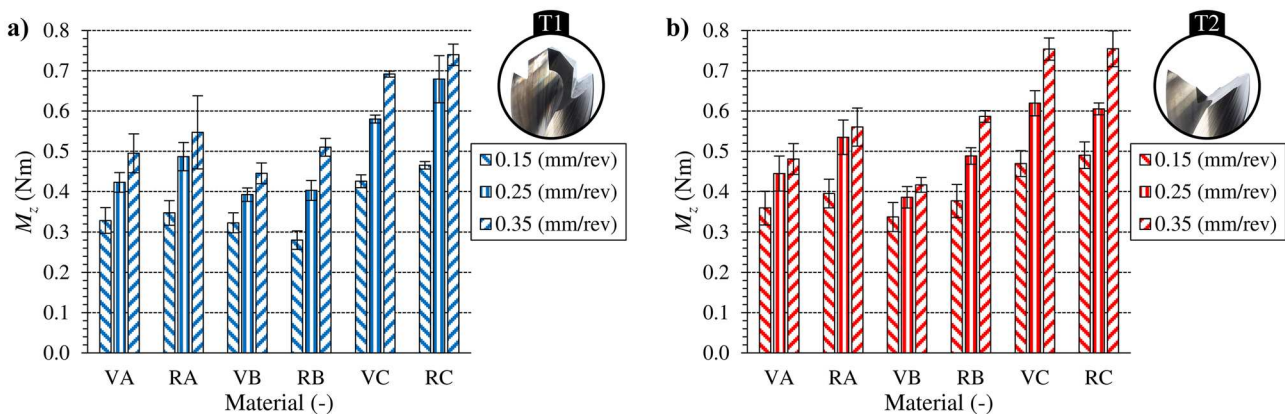 a)
T1
0.8
0.7
0.6
0.5
0.4
0.3
0.2
0.1
0.0
M_z (Nm)
VA RA VB RB VC RC
Material (-)
0.15 (mm/rev)
0.25 (mm/rev)
0.35 (mm/rev)
b)
T2
0.8
0.7
0.6
0.5
0.4
0.3
0.2
0.1
0.0
M_z (Nm)
VA RA VB RB VC RC
Material (-)
0.15 (mm/rev)
0.25 (mm/rev)
0.35 (mm/rev)